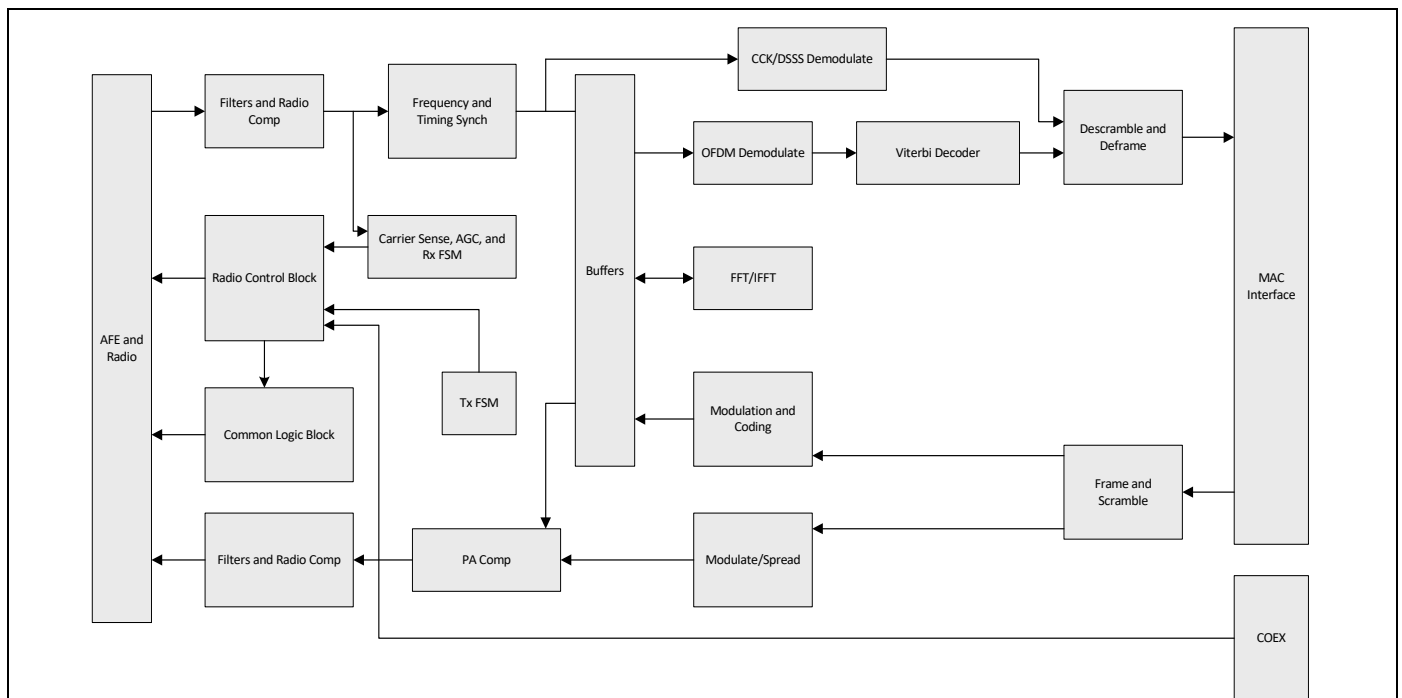 CCK/DSSS Demodulate
Filters and Radio
Comp
Frequency and
Timing Synch
Descramble and
Deframe
OFDM Demodulate
Viterbi Decoder
Carrier Sense, AGC, and
Rx FSM
Radio Control Block
Buffers
FFT/IFFT
MAC
Interface
AFE and
Radio
Tx FSM
Modulation and
Coding
Common Logic Block
Frame and
Scramble
Filters and Radio Comp
PA Comp
Modulate/Spread
COEX